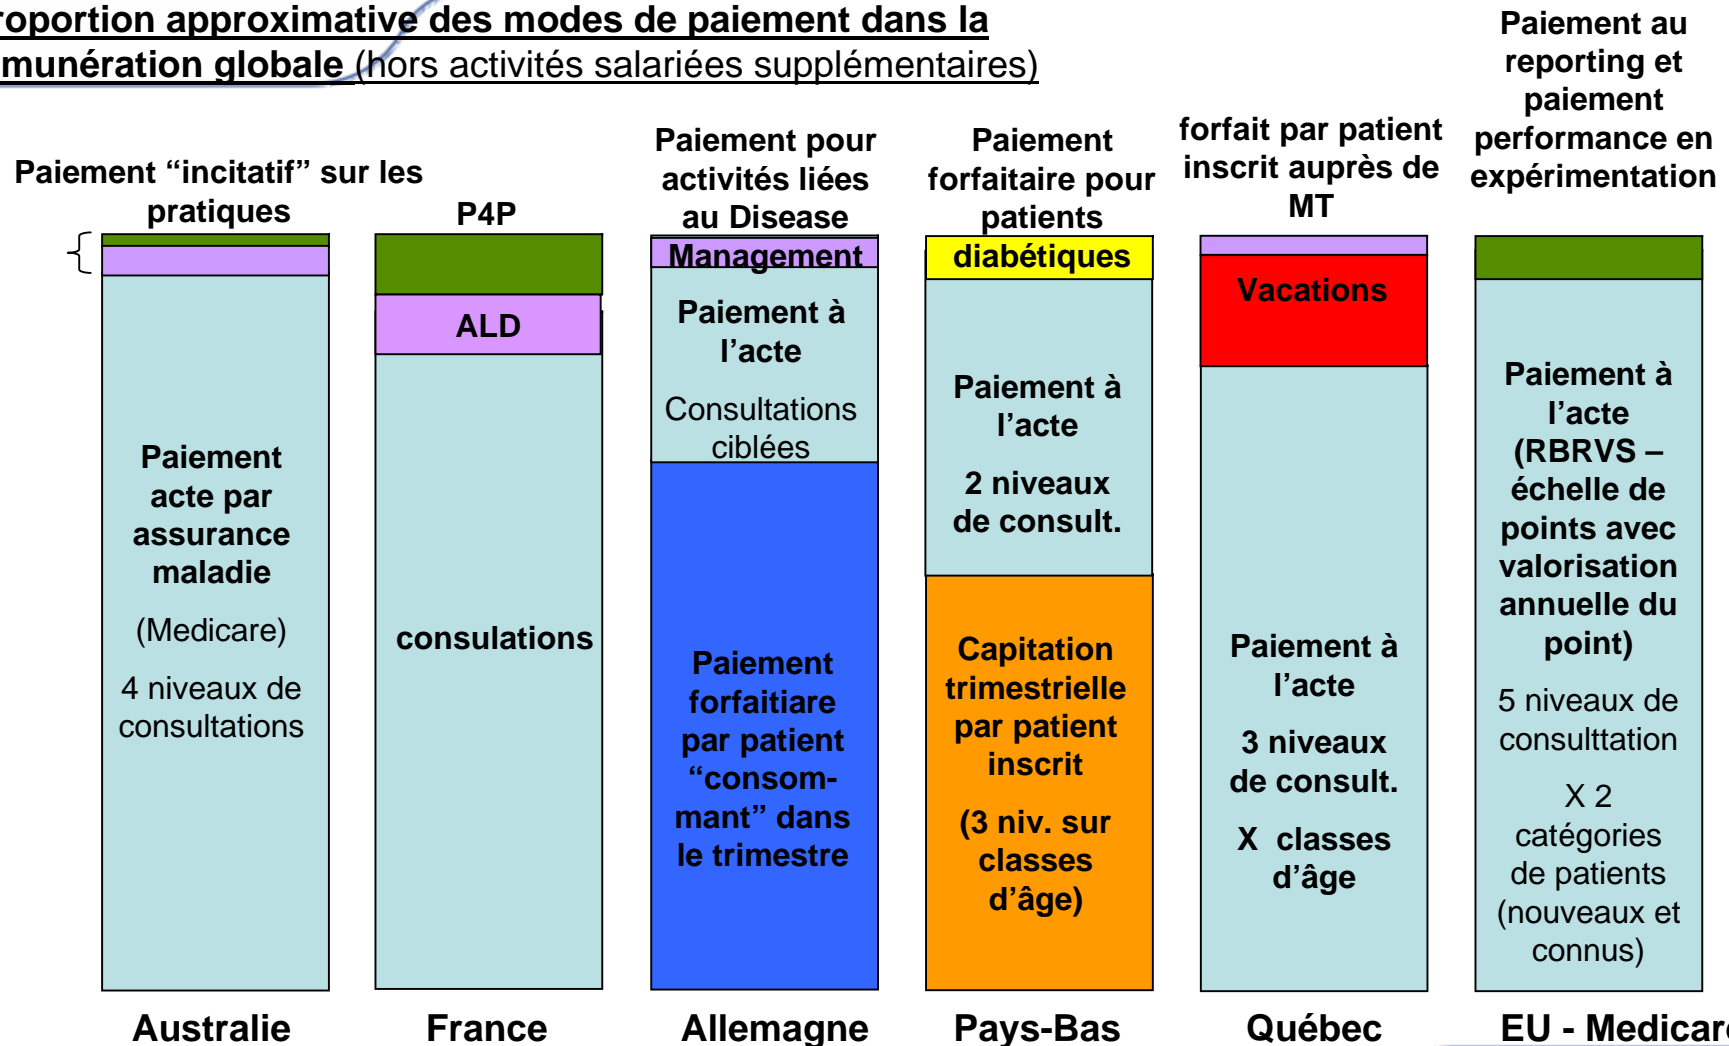 roportion approximative des modes de paiement dans la
munération globale (hors activités salariées supplémentaires)
Paiement “incitatif” sur les
pratiques
P4P
Paiement pour
activités liées
au Disease
Management
Paiement
forfaitaire pour
patients
diabétiques
forfait par patient
inscrit auprès de
MT
Paiement au
reporting et
paiement
performance en
expérimentation
Paiement
acte par
assurance
maladie
(Medicare)
4 niveaux de
consultations
ALD
consulations
Paiement à
l’acte
Consultations
ciblées
Paiement
forfaitiare
par patient
“consom-
mant” dans
le trimestre
Paiement à
l’acte
2 niveaux
de consult.
Capitation
trimestrielle
par patient
inscrit
(3 niv. sur
classes
d’âge)
Vacations
Paiement à
l’acte
3 niveaux
de consult.
X classes
d’âge
Paiement à
l’acte
(RBRVS –
échelle de
points avec
valorisation
annuelle du
point)
5 niveaux de
consulttation
X 2
catégories
de patients
(nouveaux et
connus)
Australie
France
Allemagne
Pays-Bas
Québec
EU - Medicare